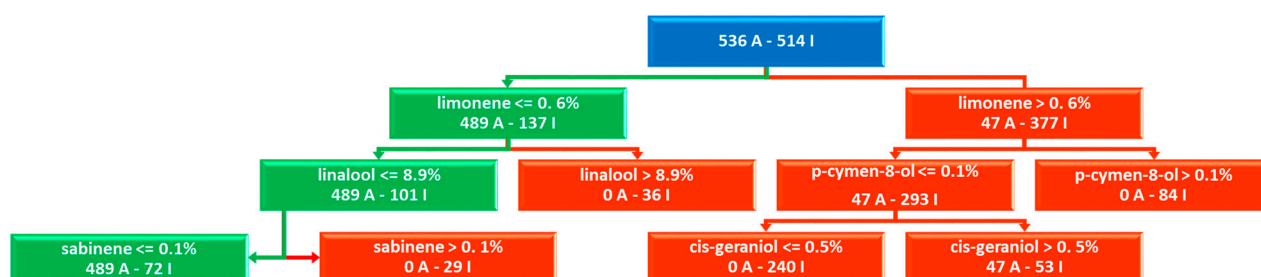 536 A - 514 I
limonene <= 0. 6%
489 A - 137 I
limonene > 0. 6%
47 A - 377 I
linalool <= 8.9%
489 A - 101 I
linalool > 8.9%
0 A - 36 I
p-cymen-8-ol <= 0.1%
47 A - 293 I
p-cymen-8-ol > 0.1%
0 A - 84 I
sabinene <= 0.1%
489 A - 72 I
sabinene > 0. 1%
0 A - 29 I
cis-geraniol <= 0.5%
0 A - 240 I
cis-geraniol > 0. 5%
47 A - 53 I